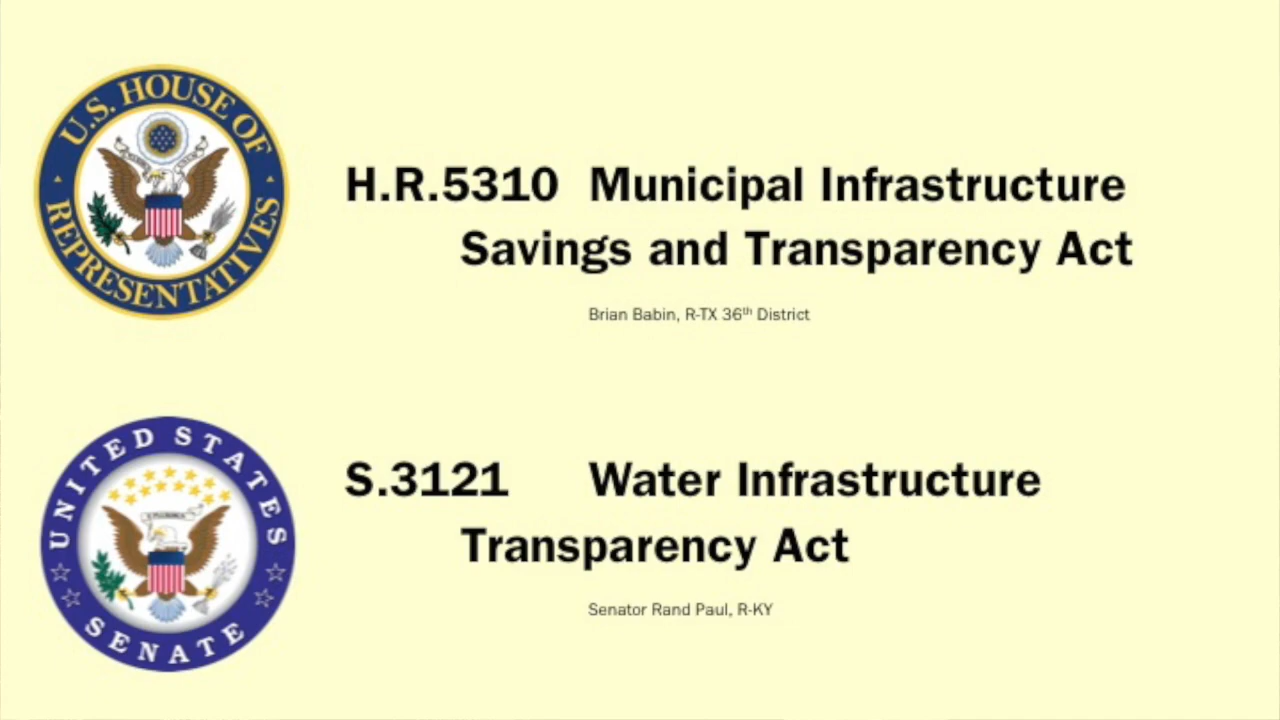 U.S. HOUSE OF
REPRESENTATIVES
H.R.5310 Municipal Infrastructure
Savings and Transparency Act
Brian Babin, R-TX 36th District
UNITED STATES
SENATE
S.3121 Water Infrastructure
Transparency Act
Senator Rand Paul, R-KY